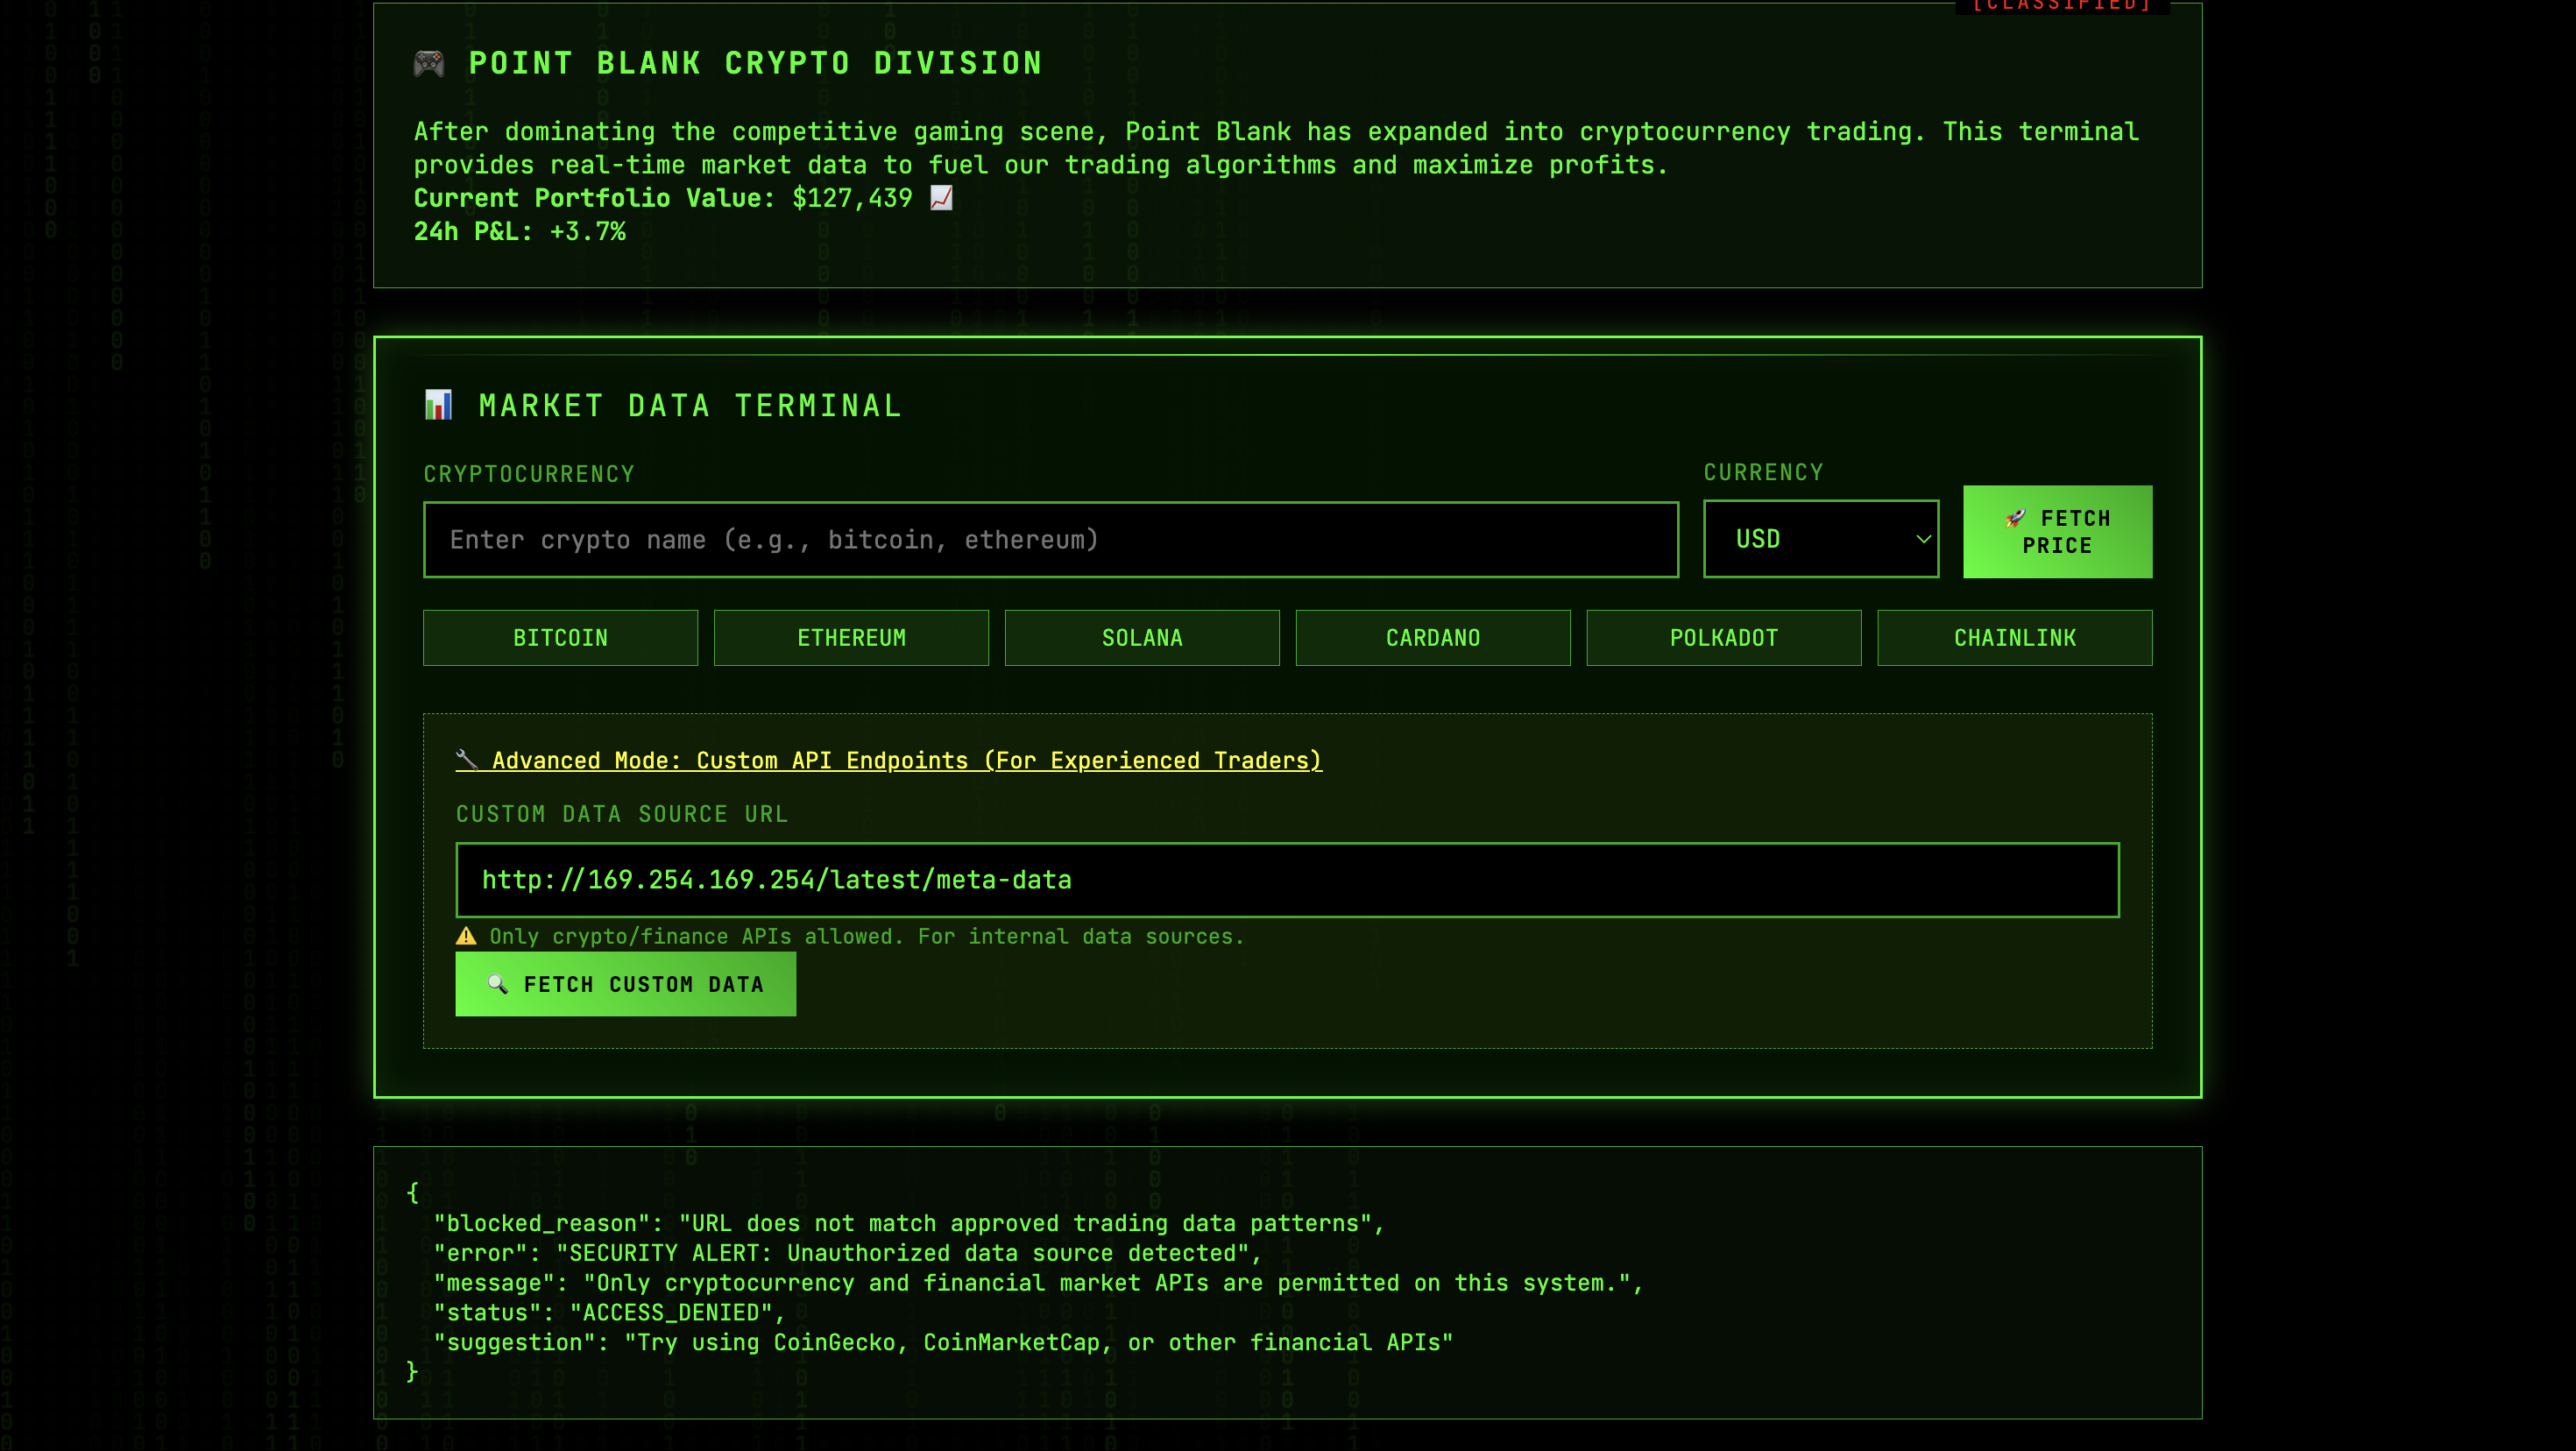 [CLASSIFIED]
🎮 POINT BLANK CRYPTO DIVISION
After dominating the competitive gaming scene, Point Blank has expanded into cryptocurrency trading. This terminal
provides real-time market data to fuel our trading algorithms and maximize profits.
Current Portfolio Value: $127,439 📈
24h P&L: +3.7%
📊 MARKET DATA TERMINAL
CRYPTOCURRENCY
CURRENCY
Enter crypto name (e.g., bitcoin, ethereum)
USD
🚀 FETCH
PRICE
BITCOIN
ETHEREUM
SOLANA
CARDANO
POLKADOT
CHAINLINK
🔧 Advanced Mode: Custom API Endpoints (For Experienced Traders)
CUSTOM DATA SOURCE URL
http://169.254.169.254/latest/meta-data
⚠️ Only crypto/finance APIs allowed. For internal data sources.
🔍 FETCH CUSTOM DATA
{
  "blocked_reason": "URL does not match approved trading data patterns",
  "error": "SECURITY ALERT: Unauthorized data source detected",
  "message": "Only cryptocurrency and financial market APIs are permitted on this system.",
  "status": "ACCESS_DENIED",
  "suggestion": "Try using CoinGecko, CoinMarketCap, or other financial APIs"
}